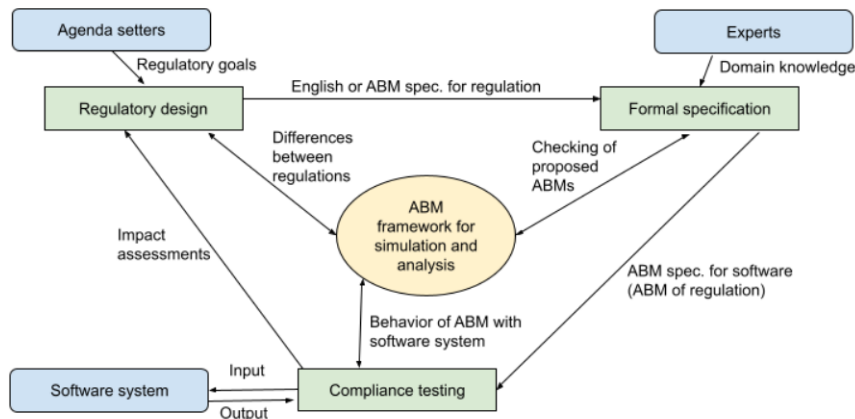 Agenda setters
Experts
Regulatory goals
Domain knowledge
English or ABM spec. for regulation
Regulatory design
Formal specification
Differences
between
regulations
Checking of
proposed
ABMs
ABM
framework for
simulation and
analysis
Impact
assessments
ABM spec. for software
(ABM of regulation)
Behavior of ABM with
software system
Input
Software system
Compliance testing
Output